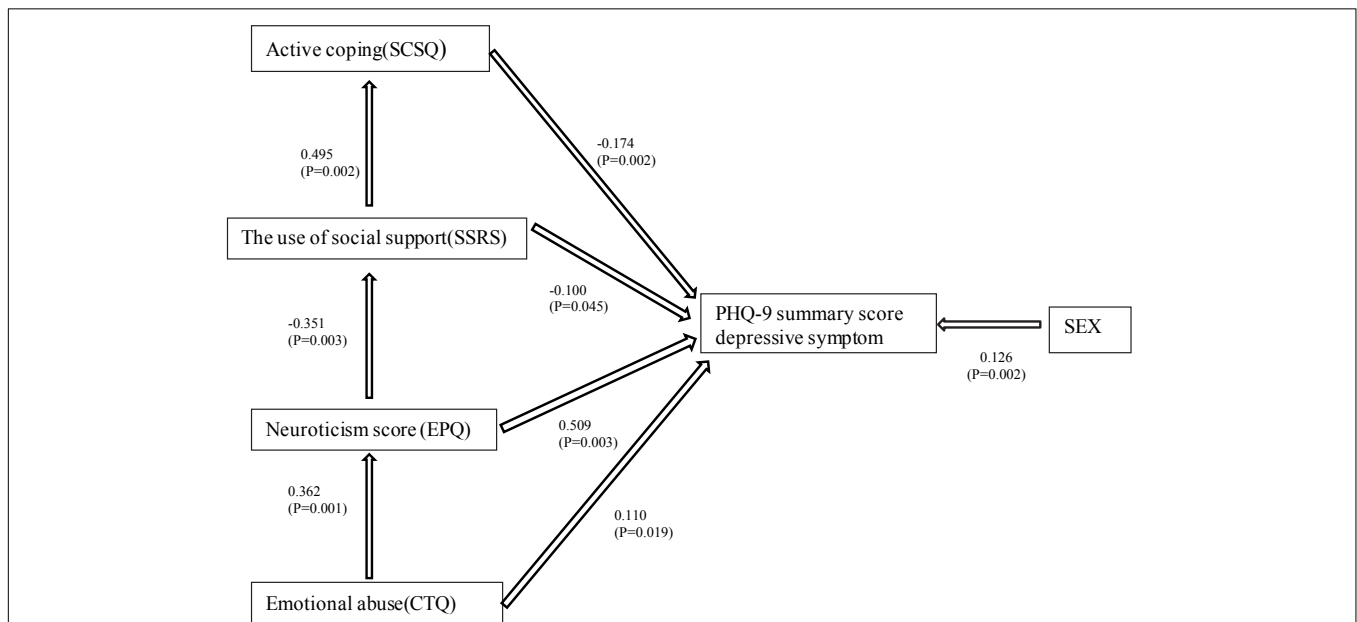 Active coping(SCSQ)
-0.174
(P=0.002)
0.495
(P=0.002)
The use of social support(SSRS)
-0.100
(P=0.045)
PHQ-9 summary score
depressive symptom
SEX
0.126
(P=0.002)
-0.351
(P=0.003)
Neuroticism score (EPQ)
0.509
(P=0.003)
0.362
(P=0.001)
0.110
(P=0.019)
Emotional abuse(CTQ)